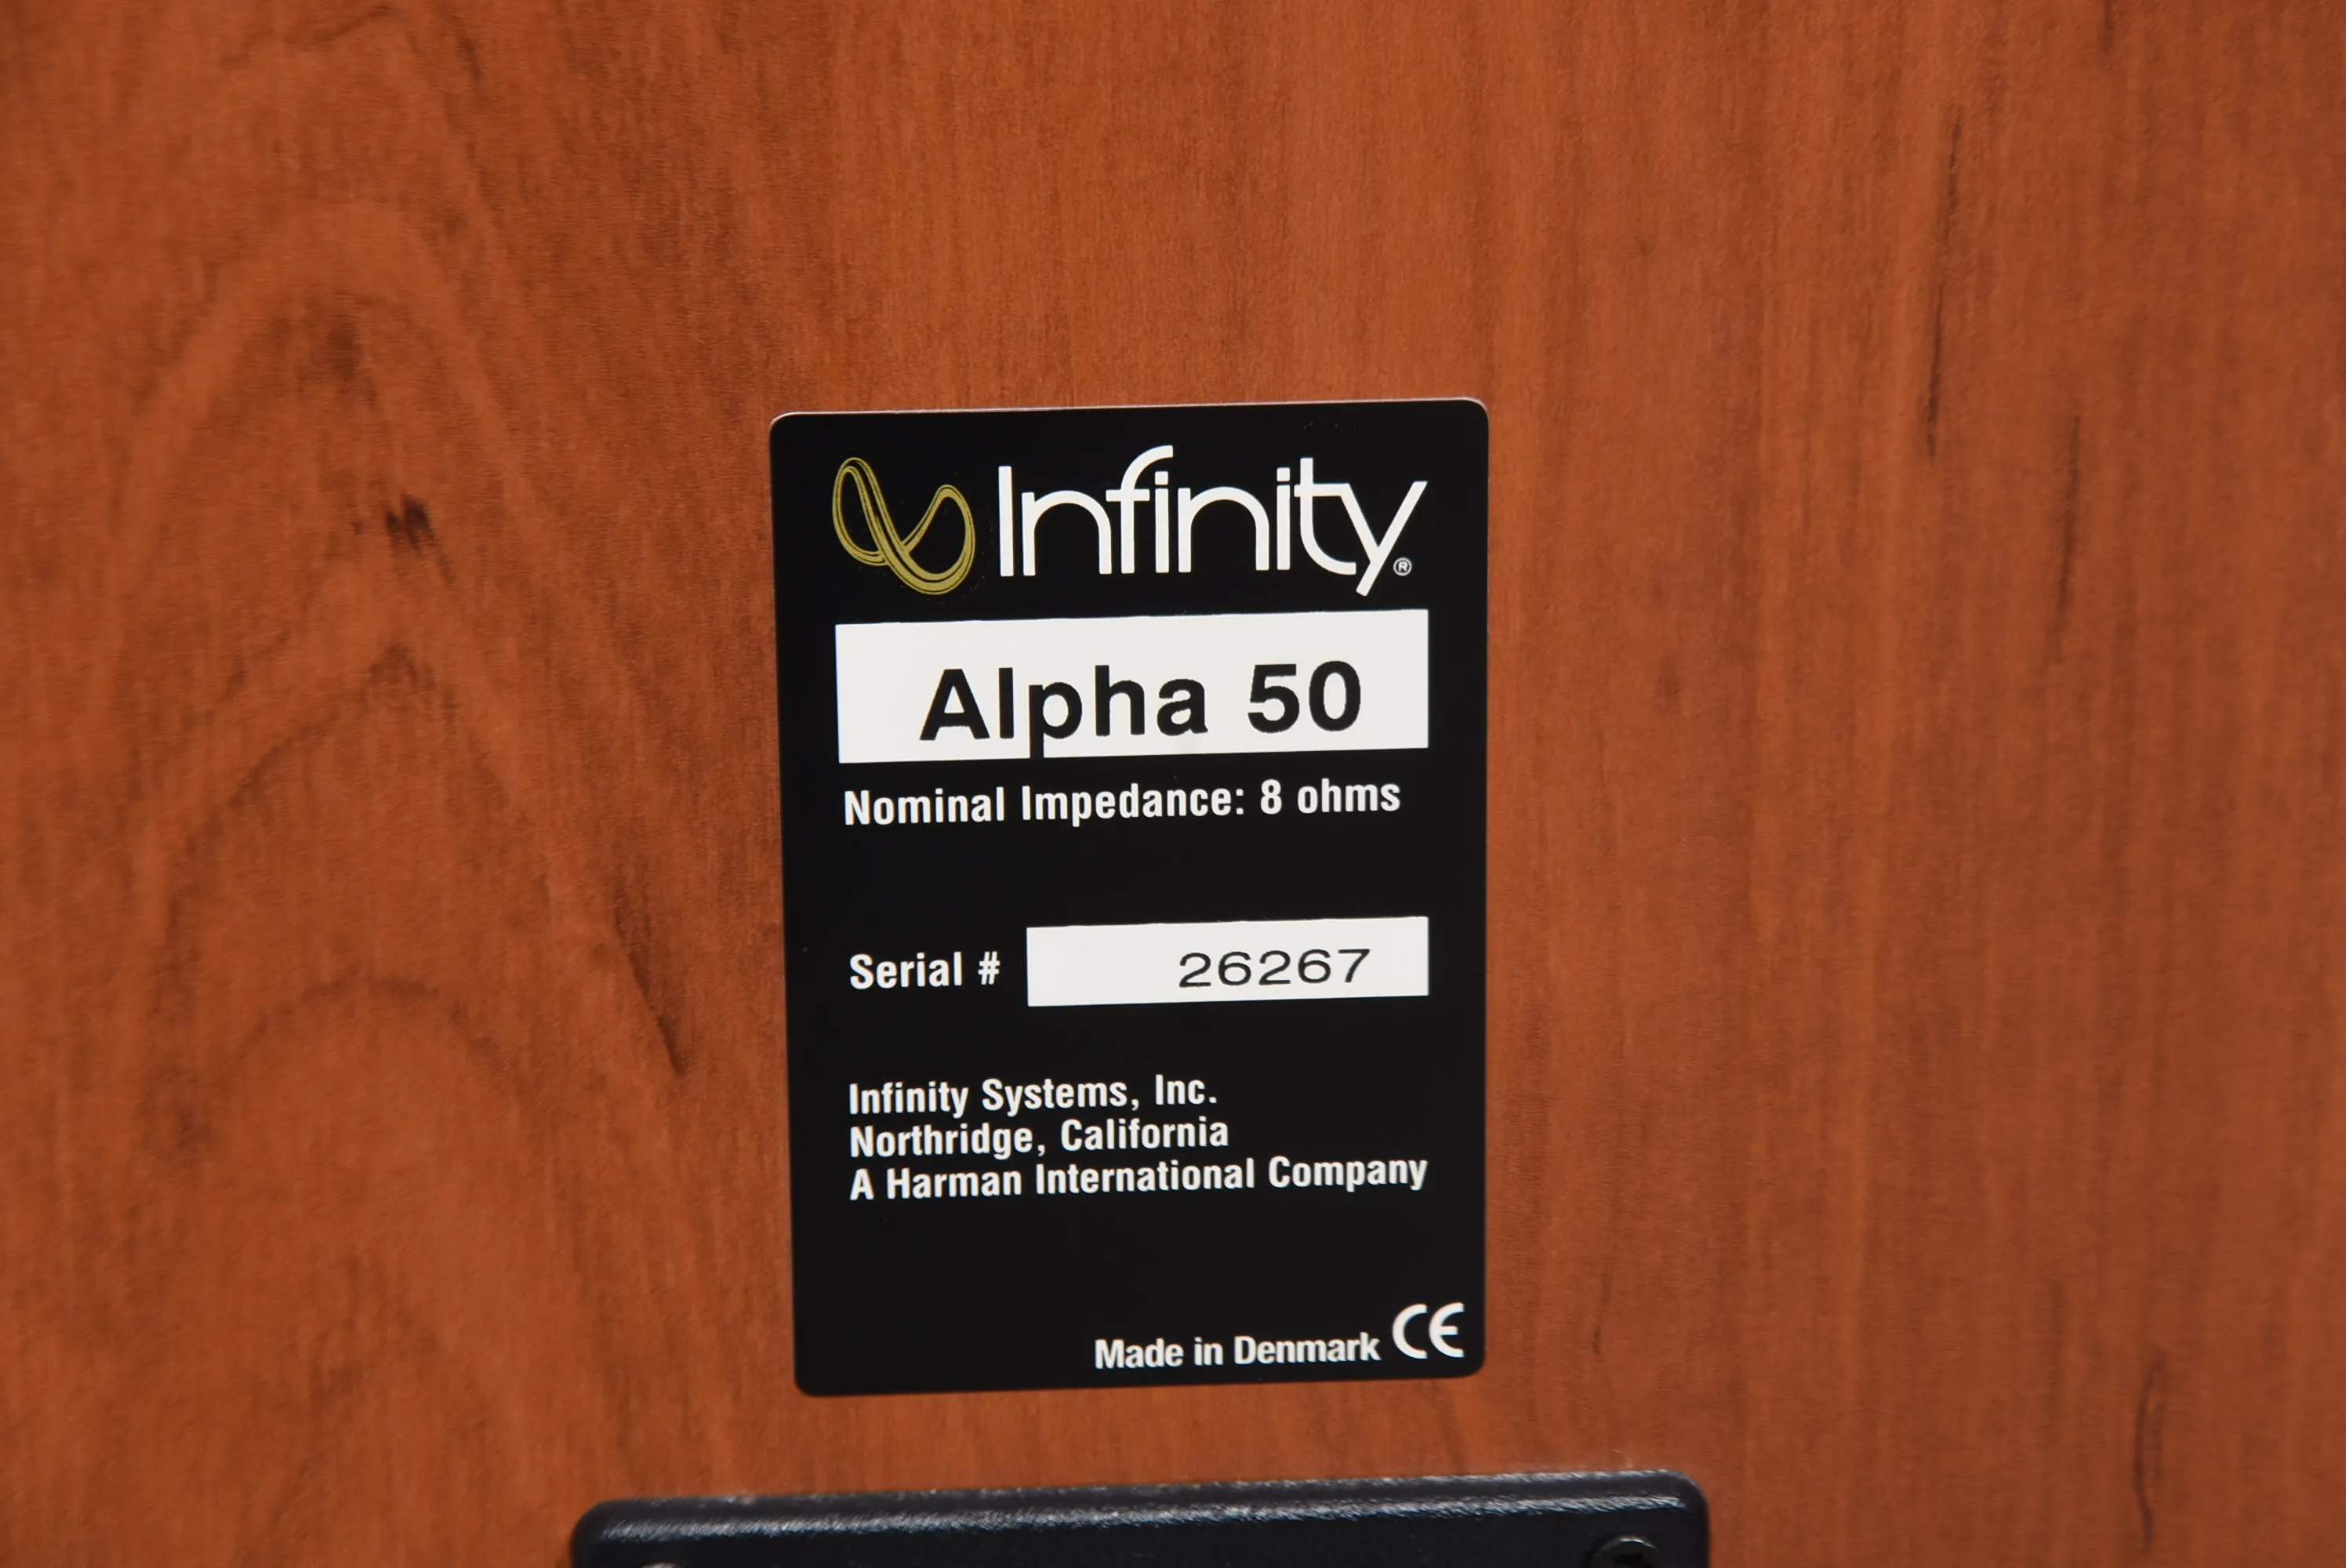 Infinity®
Alpha 50
Nominal Impedance: 8 ohms
Serial # 26267
Infinity Systems, Inc.
Northridge, California
A Harman International Company
Made in Denmark CE